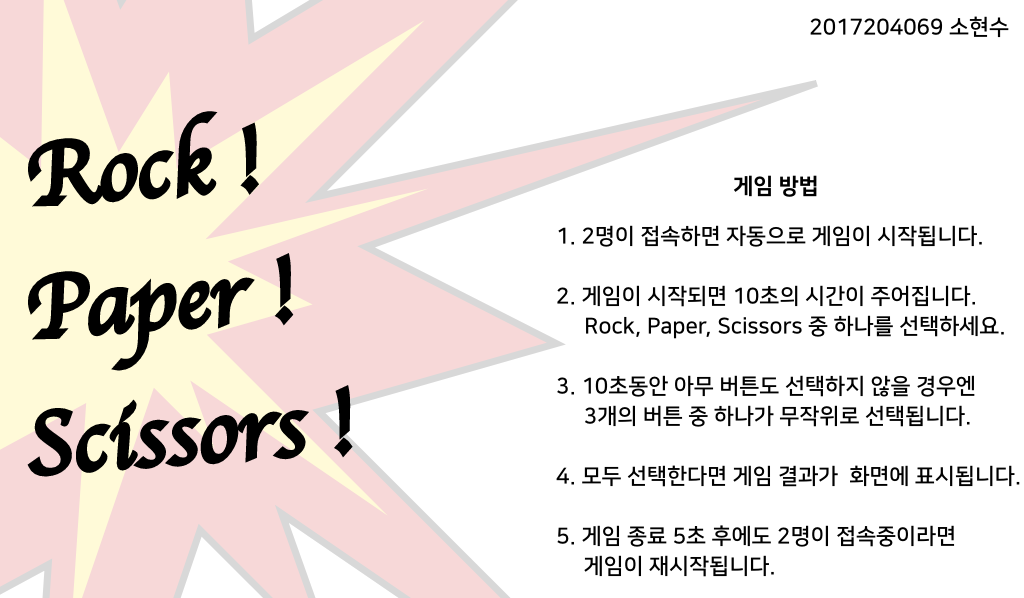 2017204069 소현수
Rock !
Paper !
Scissors !
게임 방법
1. 2명이 접속하면 자동으로 게임이 시작됩니다.
2. 게임이 시작되면 10초의 시간이 주어집니다.
Rock, Paper, Scissors 중 하나를 선택하세요.
3. 10초동안 아무 버튼도 선택하지 않을 경우엔
3개의 버튼 중 하나가 무작위로 선택됩니다.
4. 모두 선택한다면 게임 결과가 화면에 표시됩니다.
5. 게임 종료 5초 후에도 2명이 접속중이라면
게임이 재시작됩니다.